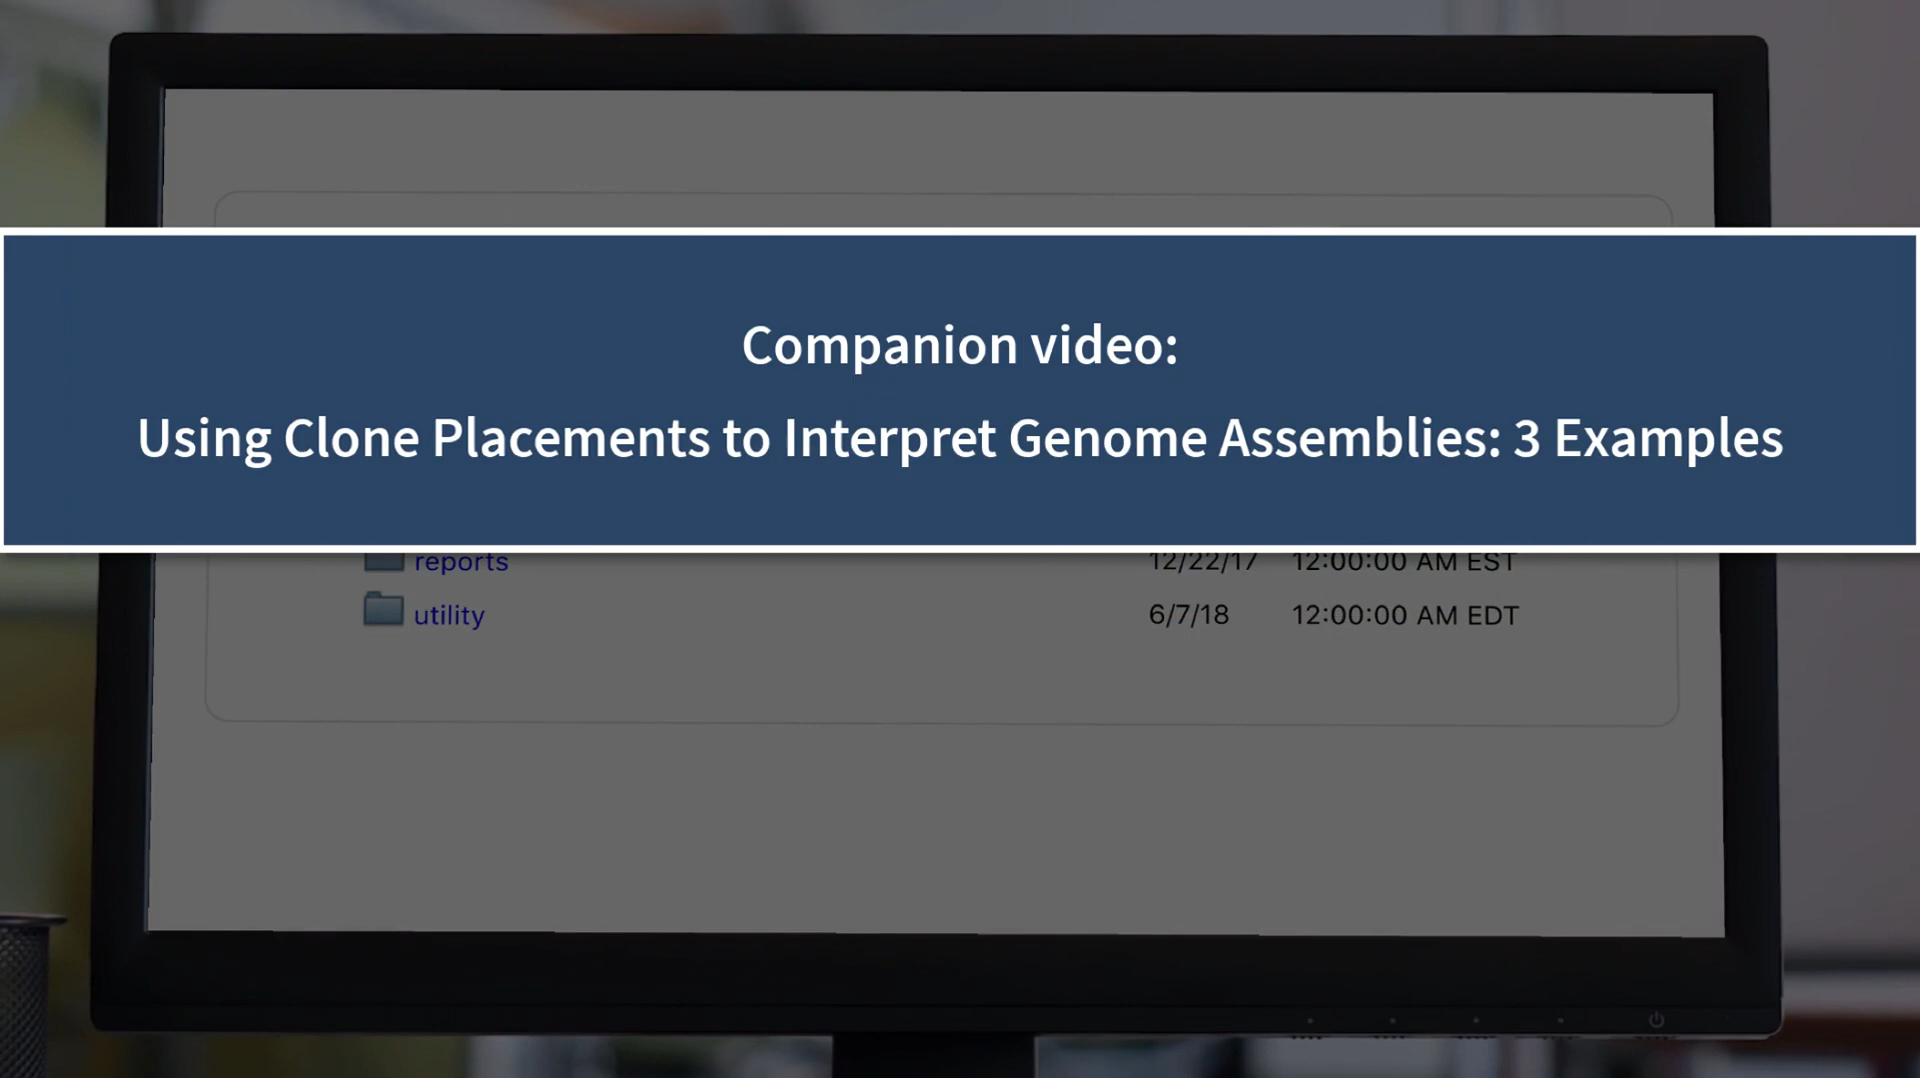 Companion video:
Using Clone Placements to Interpret Genome Assemblies: 3 Examples
reports 12/22/17 12:00:00 AM EST
utility 6/7/18 12:00:00 AM EDT